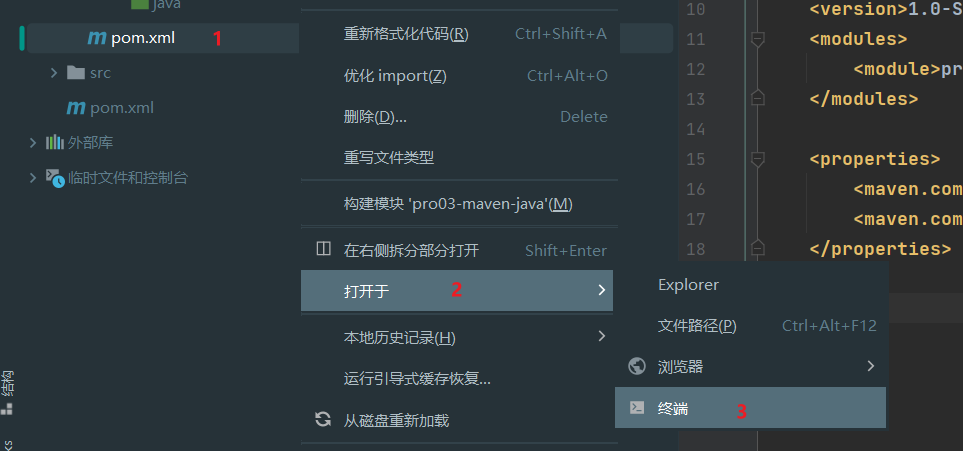 java
pom.xml 1
src
pom.xml
外部库
临时文件和控制台
结构
重新格式化代码(R) Ctrl+Shift+A
优化 import(Z) Ctrl+Alt+O
删除(D)... Delete
重写文件类型
构建模块 'pro03-maven-java'(M)
在右侧拆分部分打开 Shift+Enter
打开于 2
本地历史记录(H)
运行引导式缓存恢复...
从磁盘重新加载
Explorer
文件路径(P) Ctrl+Alt+F12
浏览器
终端 3
10 <version>1.0-S
11 <modules>
12 <module>pr
13 </modules>
14
15 <properties>
16 <maven.com
17 <maven.com
18 </properties>